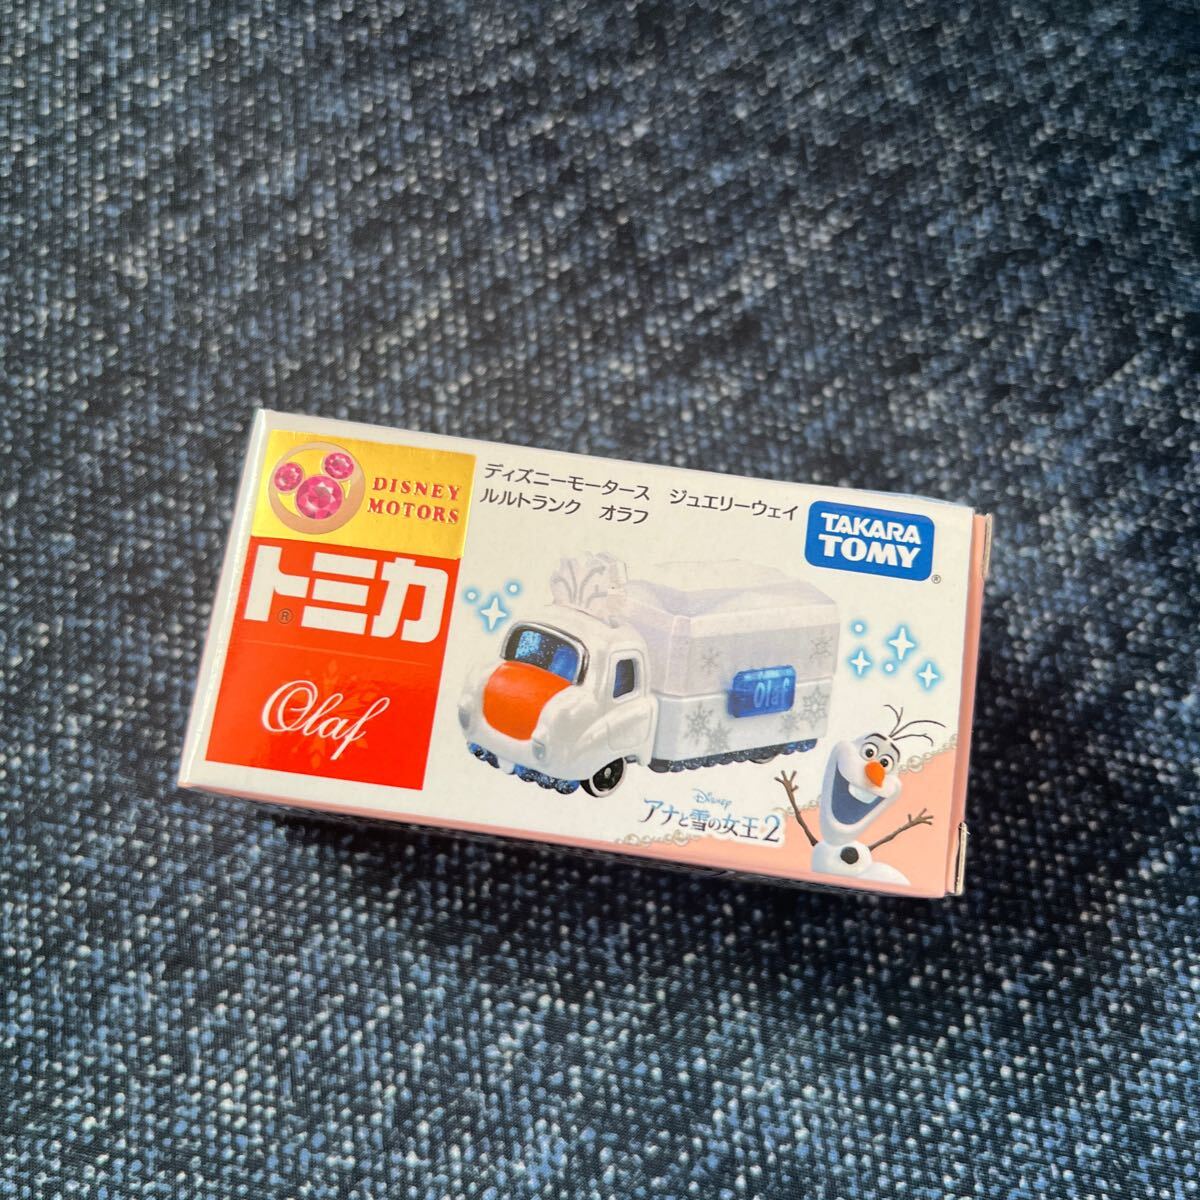 DISNEY
MOTORS
ディズニーモータース ジュエリーウェイ
ルルトランク オラフ
TAKARA
TOMY
®
トミカ
®
Olaf
Olaf
Disney
アナと雪の女王2